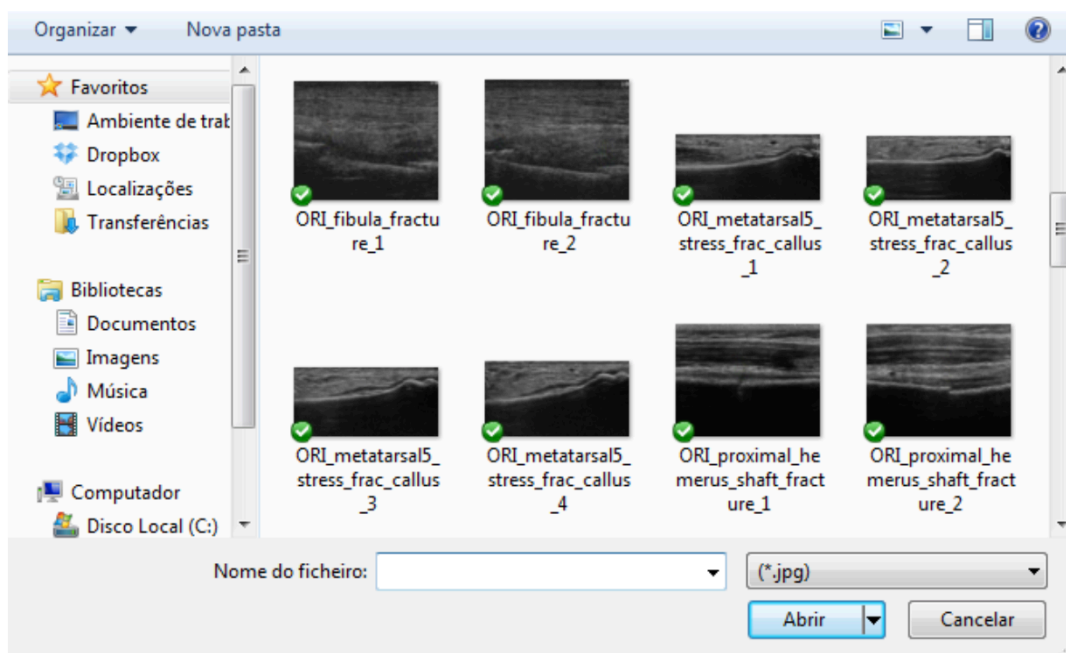 Organizar
Nova pasta
Favoritos
Ambiente de trab
Dropbox
Localizações
Transferências
Bibliotecas
Documentos
Imagens
Música
Vídeos
Computador
Disco Local (C:)
ORI_fibula_fractu
re_1
ORI_fibula_fractu
re_2
ORI_metatarsal5_
stress_frac_callus
_1
ORI_metatarsal5_
stress_frac_callus
_2
ORI_metatarsal5_
stress_frac_callus
_3
ORI_metatarsal5_
stress_frac_callus
_4
ORI_proximal_he
merus_shaft_fract
ure_1
ORI_proximal_he
merus_shaft_fract
ure_2
Nome do ficheiro:
(*.jpg)
Abrir
Cancelar